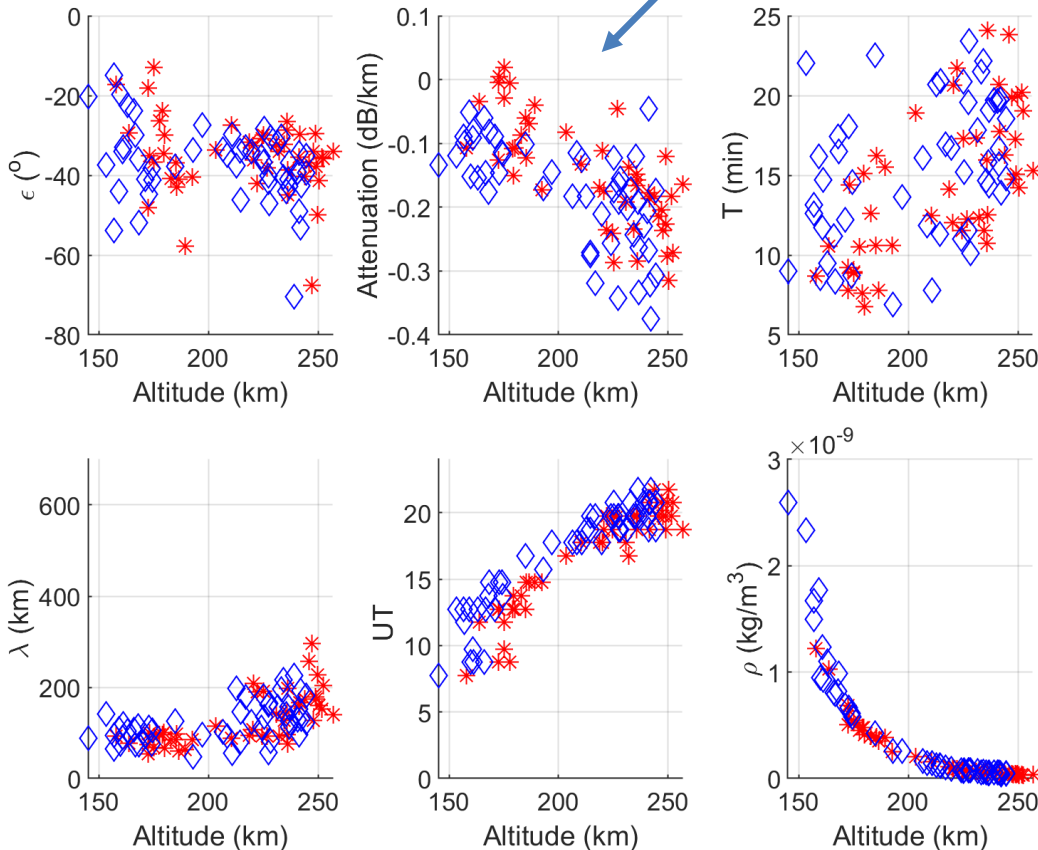 0
-20
-40
-60
-80
150 200 250
ϵ (o)
Altitude (km)
0.1
0
-0.1
-0.2
-0.3
-0.4
150 200 250
Attenuation (dB/km)
Altitude (km)
25
20
15
10
5
150 200 250
T (min)
Altitude (km)
600
400
200
0
150 200 250
λ (km)
Altitude (km)
20
15
10
5
0
150 200 250
UT
Altitude (km)
×10-9
3
2
1
0
150 200 250
ρ (kg/m3)
Altitude (km)